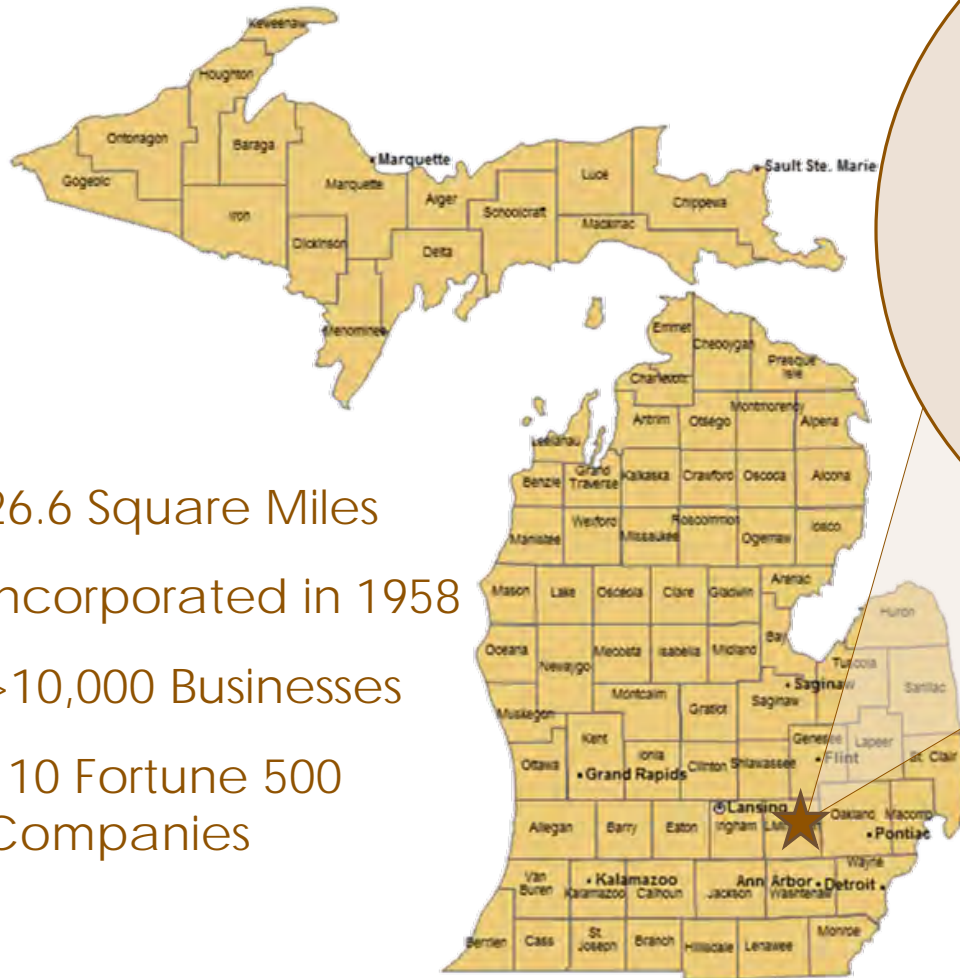 Keweenaw
Houghton
Ontonagon
Baraga
Marquette
Sault Ste. Marie
Gogebic
Marquette
Luce
Alger
Chippewa
Schoolcraft
Iron
Mackinac
Dickinson
Delta
Menominee
Emmet
Cheboygan
Presque
Isle
Charlevoix
Antrim
Otsego
Montmorency
Alpena
Leelanau
Benzie
Grand
Traverse
Kalkaska
Crawford
Oscoda
Alcona
26.6 Square Miles
Manistee
Wexford
Missaukee
Roscommon
Ogemaw
Iosco
ncorporated in 1958
Mason
Lake
Osceola
Clare
Gladwin
Arenac
Huron
Oceana
Newaygo
Mecosta
Isabella
Midland
Bay
Tuscola
Sanilac
>10,000 Businesses
Muskegon
Montcalm
Gratiot
Saginaw
Saginaw
10 Fortune 500
Companies
Ottawa
Kent
Grand Rapids
Ionia
Clinton
Shiawassee
Genesee
Flint
Lapeer
St. Clair
Allegan
Barry
Eaton
Lansing
Ingham
Oakland
Macomb
Pontiac
Van
Buren
Kalamazoo
Kalamazoo
Calhoun
Jackson
Ann Arbor
Washtenaw
Wayne
Detroit
Berrien
Cass
St.
Joseph
Branch
Hillsdale
Lenawee
Monroe